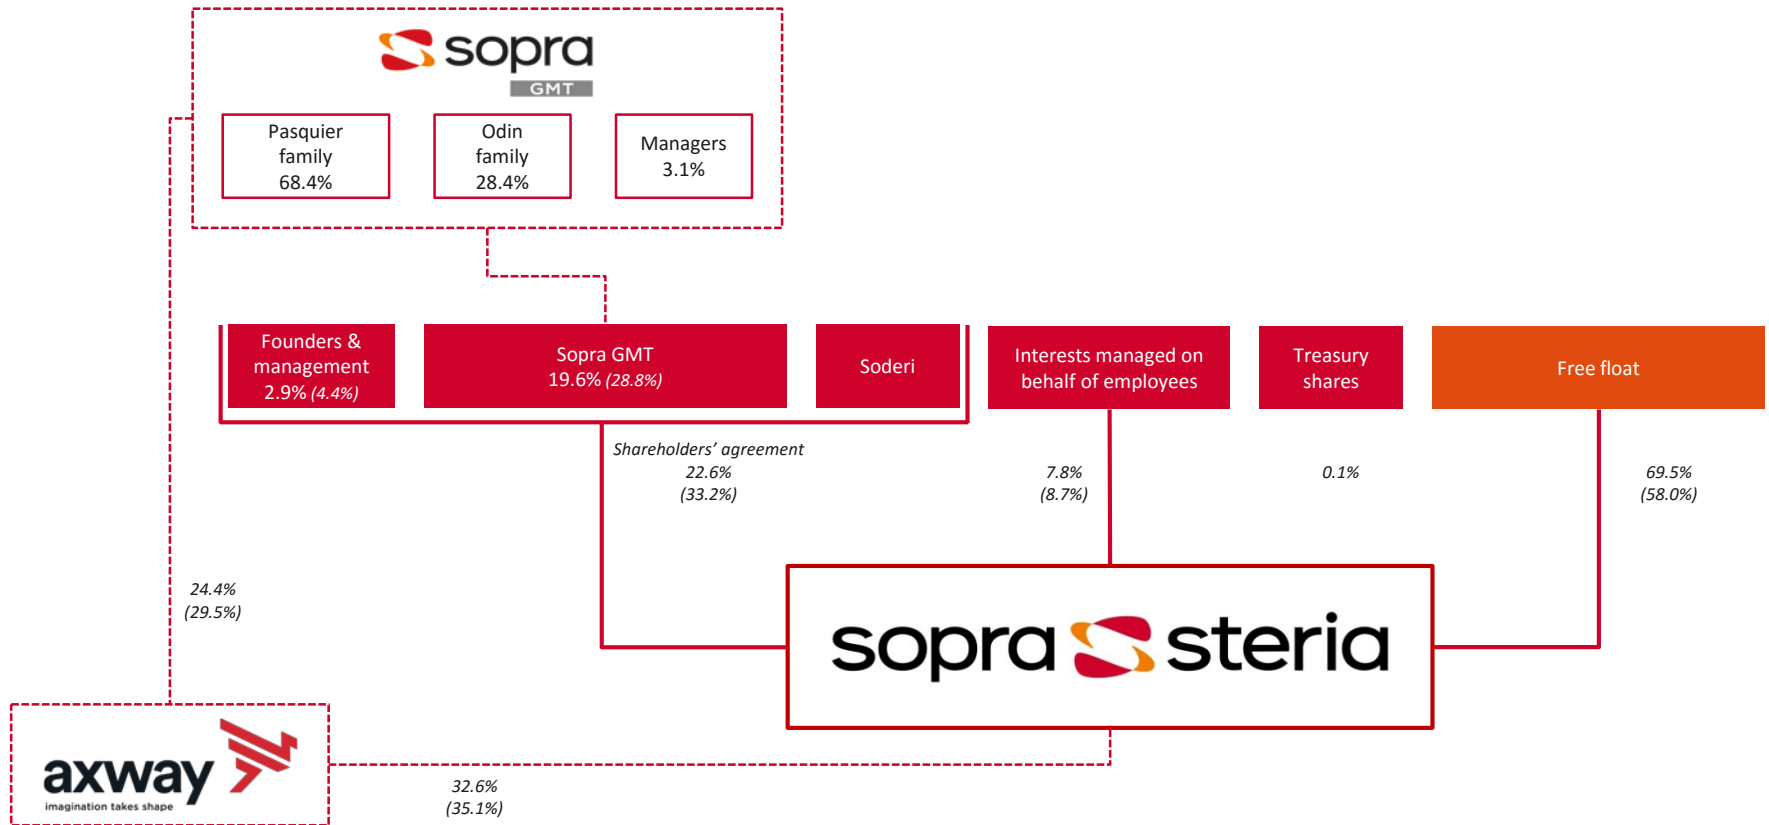 sopra
GMT
Pasquier
family
68.4%
Odin
family
28.4%
Managers
3.1%
Founders &
management
2.9% (4.4%)
Sopra GMT
19.6% (28.8%)
Soderi
Interests managed on
behalf of employees
Treasury
shares
Free float
Shareholders’ agreement
22.6%
(33.2%)
7.8%
(8.7%)
0.1%
69.5%
(58.0%)
24.4%
(29.5%)
sopra steria
axway
imagination takes shape
32.6%
(35.1%)